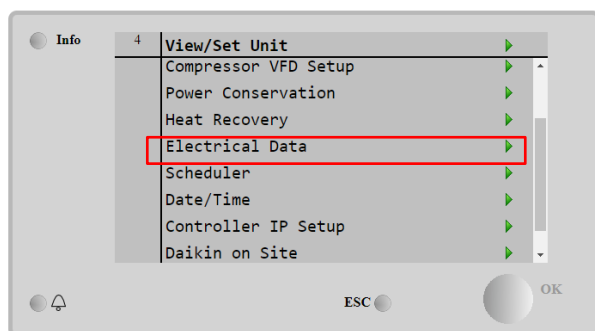 Info
4 View/Set Unit
Compressor VFD Setup
Power Conservation
Heat Recovery
Electrical Data
Scheduler
Date/Time
Controller IP Setup
Daikin on Site
ESC
OK